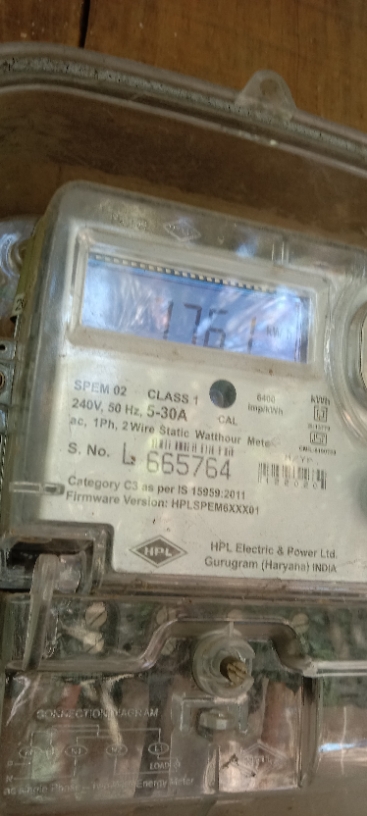 1761
SPEM 02 CLASS 1 6400 imp/kWh kWh
240V, 50 Hz, 5-30A CAL
ac, 1Ph, 2 Wire Static Watthour Meter
S. No. L 665764
Category C3 as per IS 15959:2011
Firmware Version: HPLSPEM6XXX01
HPL
HPL Electric & Power Ltd.
Gurugram (Haryana) INDIA
CONNECTION DIAGRAM
LOAD